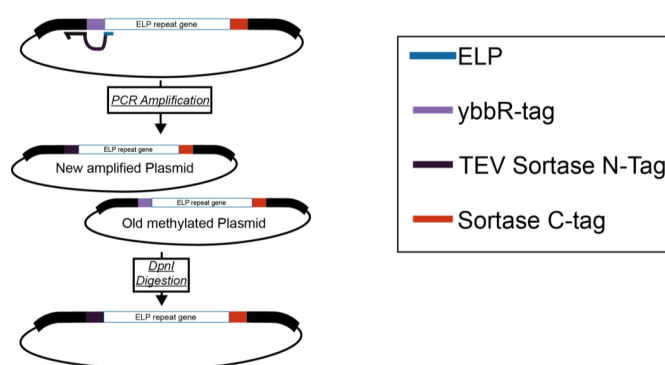 ELP repeat gene
PCR Amplification
ELP repeat gene
New amplified Plasmid
ELP repeat gene
Old methylated Plasmid
DpnI
Digestion
ELP repeat gene
ELP
ybbR-tag
TEV Sortase N-Tag
Sortase C-tag